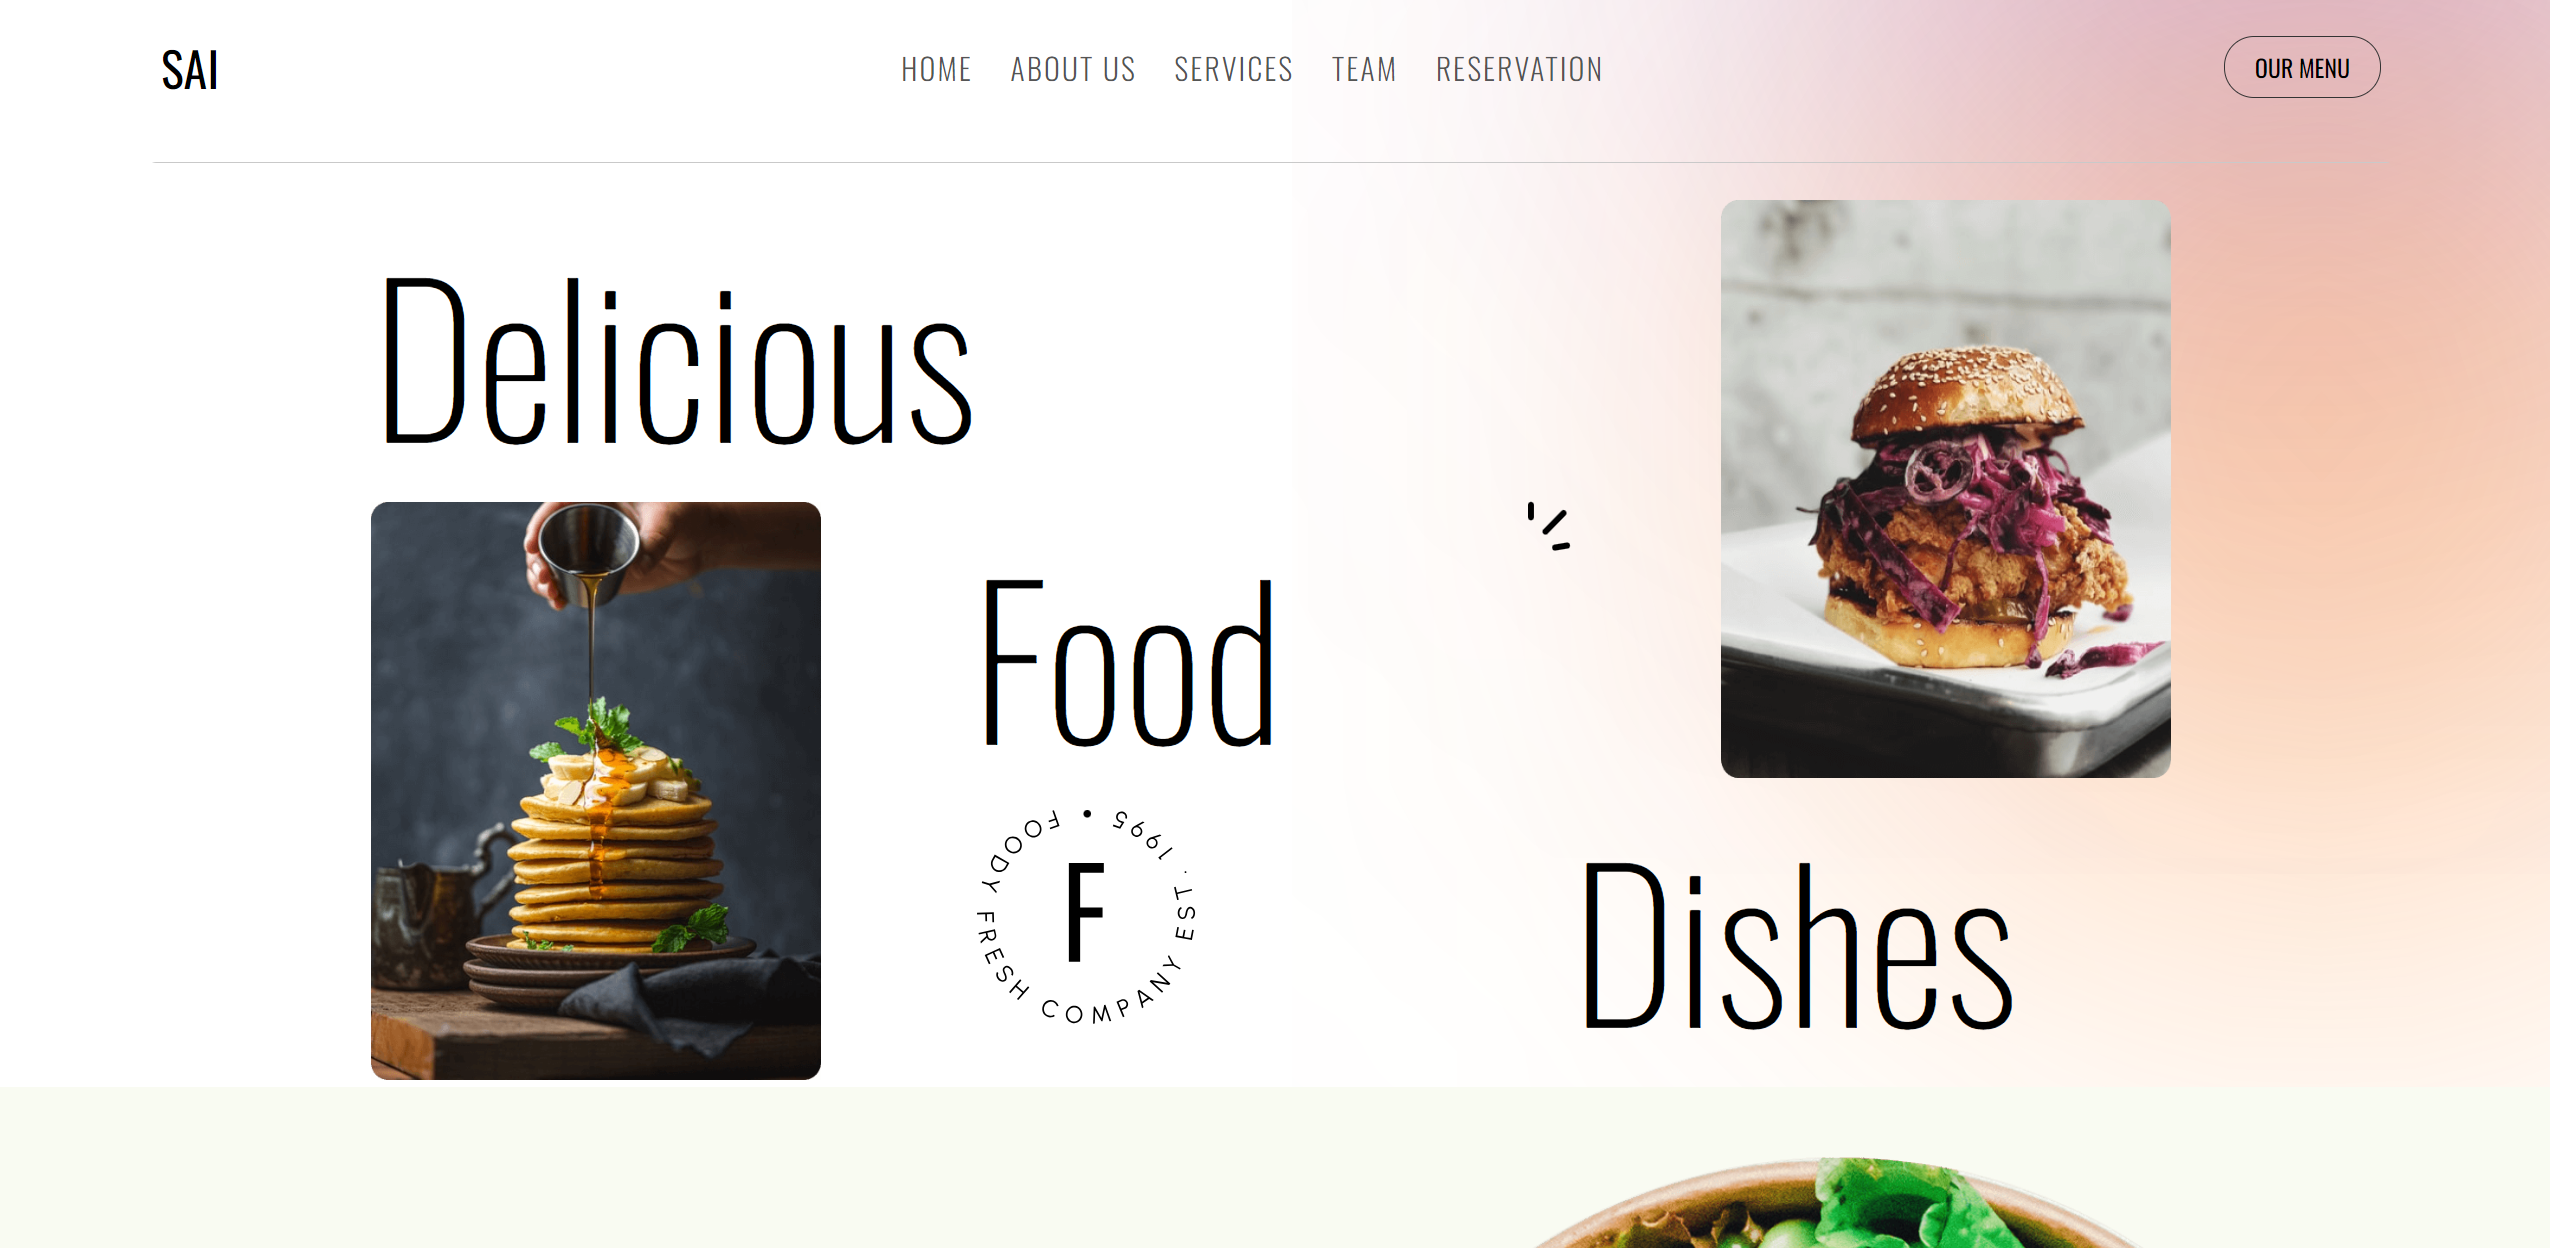 SAI
HOME ABOUT US SERVICES TEAM RESERVATION
OUR MENU
Delicious
Food
FOODY FRESH COMPANY EST. 1995 •
F
Dishes